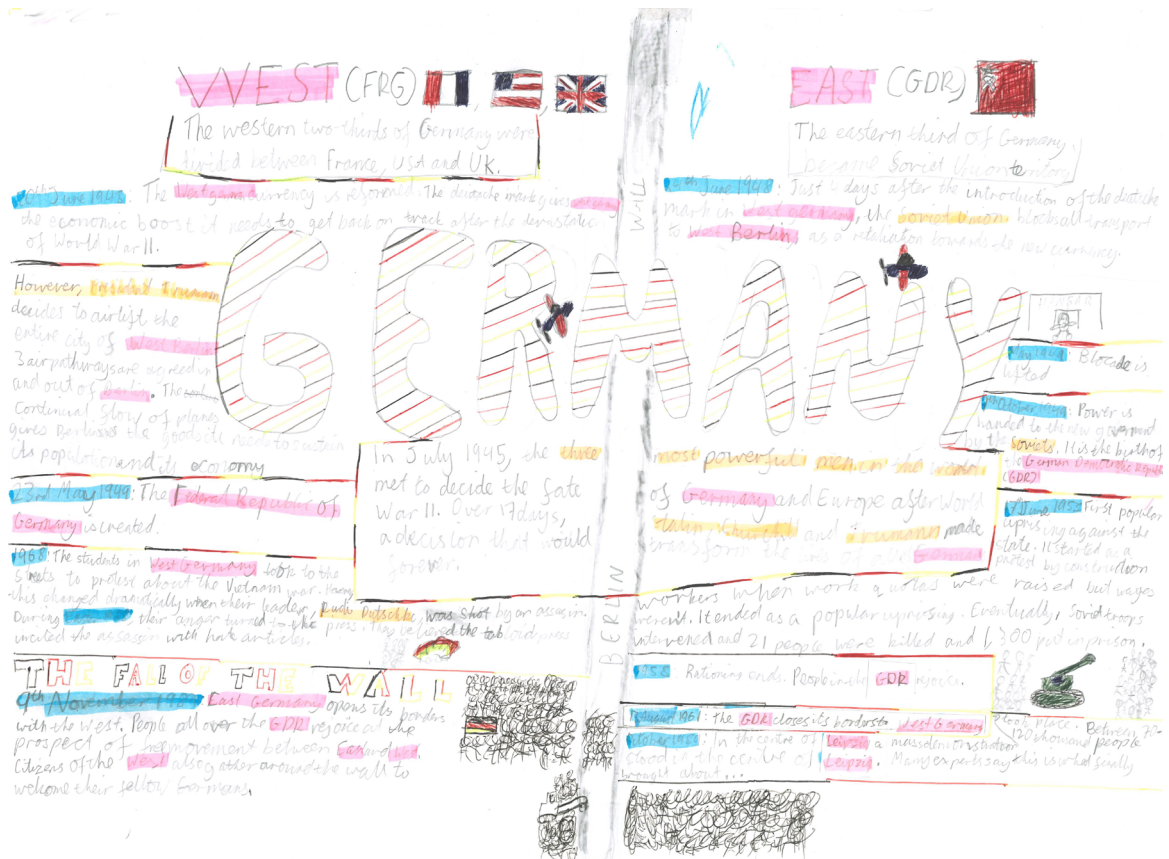 WEST (FRG)
The western two-thirds of Germany were
divided between France, USA and UK.
20th June 1948: The West german currency is reformed. The deutsche mark gives
the economic boost it needs to get back on track after the devastation
of World War II.
However,
decides to airlift the
entire city of West Berlin
3 air pathways are agreed in
and out of Berlin. The
continual flow of planes
gives Berliners the goods it needs to sustain
its population and its economy
23rd May 1949: The Federal Republic Of
Germany is created.
1968: The students in West Germany took to the
streets to protest about the Vietnam war.
this changed dramatically when their leader, Rudi Dutschke, was shot by an assassin.
During their anger turned to the press. They believed the tabloid press
incited the assassin with hate articles.
THE FALL OF THE WALL
9th November 1989 East Germany opens its borders
with the west. People all over the GDR rejoice at the
prospect of free movement between East and
Citizens of the West also gather around the wall to
welcome their fellow Germans.
GERMANY
In July 1945, the three most powerful men in the world
met to decide the fate of Germany and Europe after World
War II. Over 17 days, Stalin, Churchill and Truman made
a decision that would transform
forever.
German
WALL
BERLIN
EAST (GDR)
The eastern third of Germany
became Soviet Union territory
24th June 1948: Just 4 days after the introduction of the dutsche
mark in West Germany, the Soviet Union blocks all transport
to West Berlin, as a retaliation towards the new currency.
HANGAR
May 1949: Blocade is
lifted
October 1949: Power is
handed to the new government
by the Soviets. It is the birth of
the German Democratic Republic
(GDR)
17th June 1953: First popular
uprising against the
state. It started as a
protest by construction
workers when work quotas were raised but wages
weren't. It ended as a popular uprising. Eventually, Soviet troops
intervened and 21 people were killed and put in prison.
1958: Rationing ends. People in the GDR rejoice.
August 1961: the GDR closes its borders to West Germany
October 1989: In the centre of Leipzig a mass demonstration took place. Between 70-
120 thousand people
stood in the centre of Leipzig. Many experts say this is what finally
brought about...